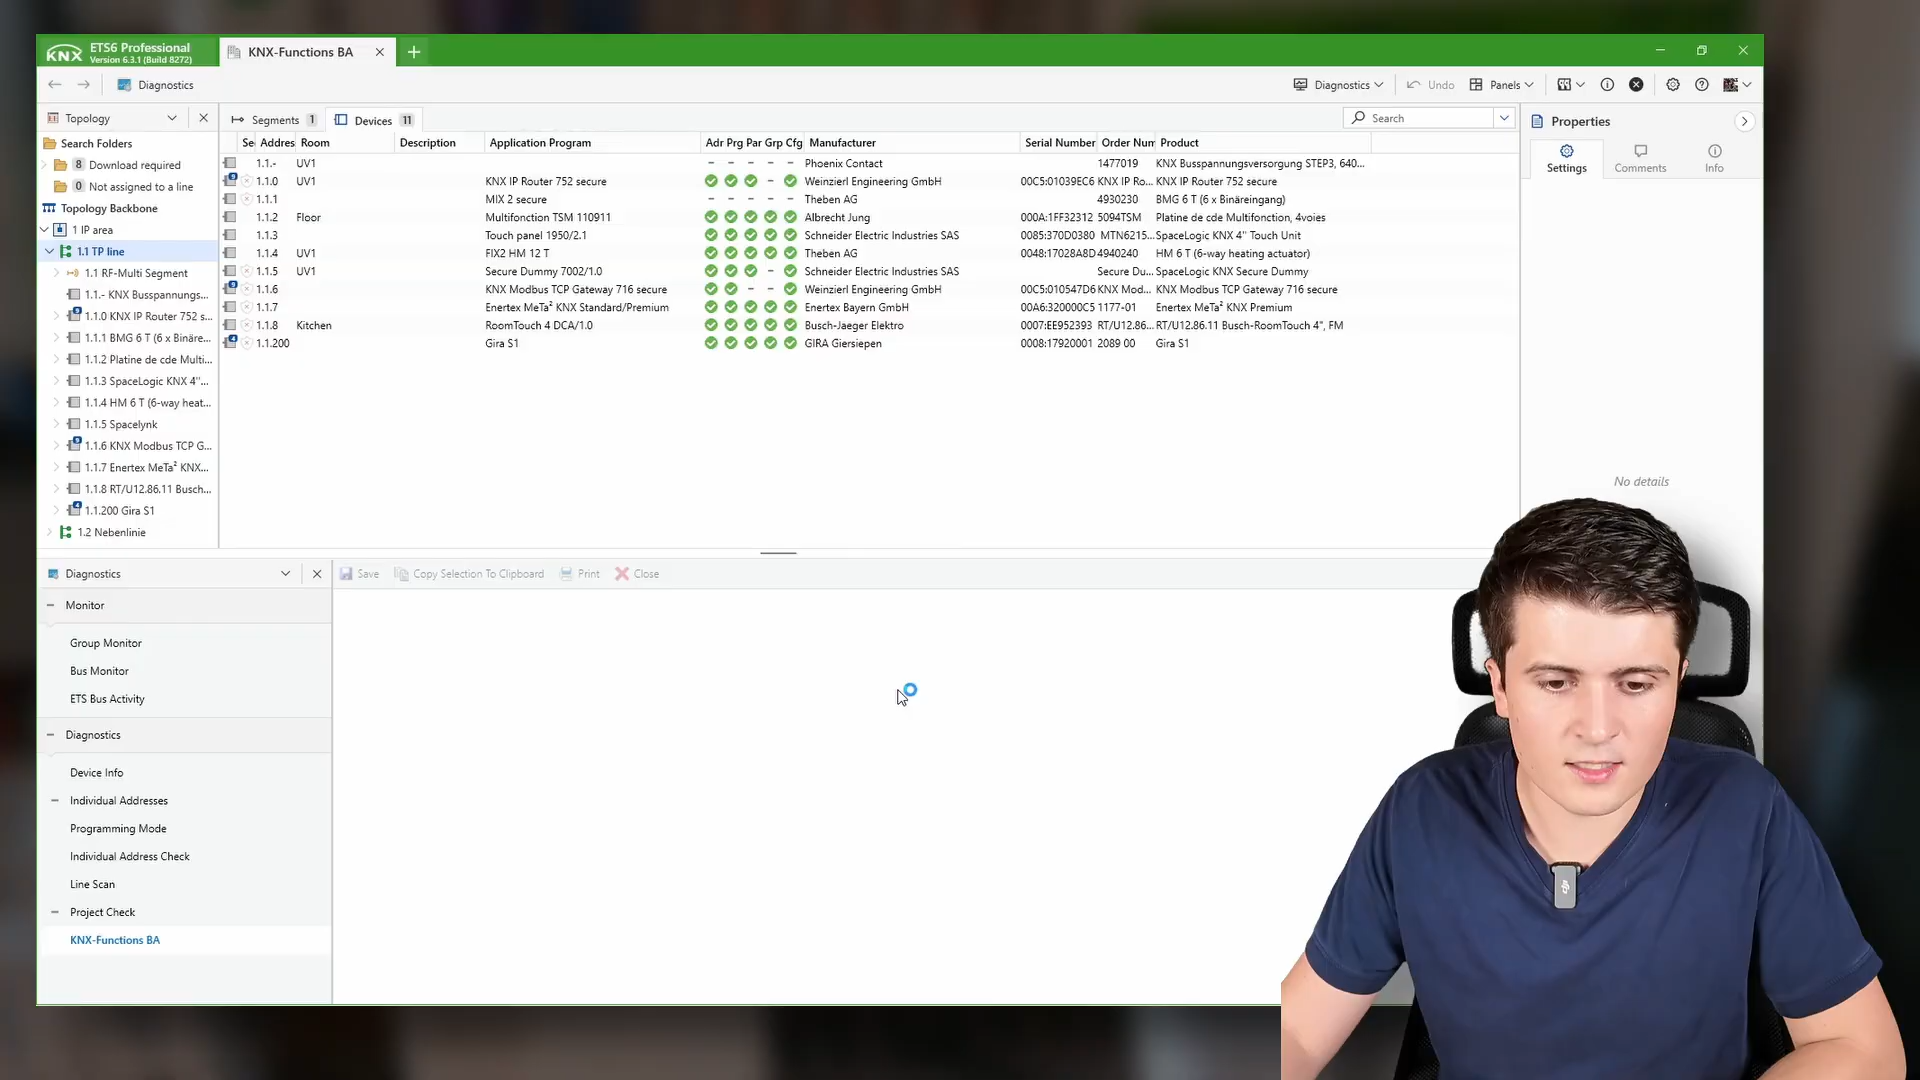 KNX ETS6 Professional
Version 6.3.1 (Build 8272)
KNX-Functions BA
Diagnostics
Diagnostics Undo Panels
Topology
Search Folders
8 Download required
0 Not assigned to a line
Topology Backbone
1 IP area
1.1 TP line
1.1 RF-Multi Segment
1.1.- KNX Busspannungs...
1.1.0 KNX IP Router 752 s...
1.1.1 BMG 6 T (6 x Binäre...
1.1.2 Platine de cde Multi...
1.1.3 SpaceLogic KNX 4"...
1.1.4 HM 6 T (6-way heat...
1.1.5 Spacelynk
1.1.6 KNX Modbus TCP G...
1.1.7 Enertex MeTa² KNX...
1.1.8 RT/U12.86.11 Busch...
1.1.200 Gira S1
1.2 Nebenlinie
Segments 1 Devices 11 Search
Se Addres Room Description Application Program Adr Prg Par Grp Cfg Manufacturer Serial Number Order Num Product
1.1.- UV1 – – – – – Phoenix Contact 1477019 KNX Busspannungsversorgung STEP3, 640...
1.1.0 UV1 KNX IP Router 752 secure – Weinzierl Engineering GmbH 00C5:01039EC6 KNX IP Ro... KNX IP Router 752 secure
1.1.1 MIX 2 secure – – – – – Theben AG 4930230 BMG 6 T (6 x Binäreingang)
1.1.2 Floor Multifonction TSM 110911 Albrecht Jung 000A:1FF32312 5094TSM Platine de cde Multifonction, 4voies
1.1.3 Touch panel 1950/2.1 Schneider Electric Industries SAS 0085:370D0380 MTN6215... SpaceLogic KNX 4" Touch Unit
1.1.4 UV1 FIX2 HM 12 T Theben AG 0048:17028A8D 4940240 HM 6 T (heating actuator)
1.1.5 UV1 Secure Dummy 7002/1.0 – Schneider Electric Industries SAS Secure Du... SpaceLogic KNX Secure Dummy
1.1.6 KNX Modbus TCP Gateway 716 secure – – Weinzierl Engineering GmbH 00C5:010547D6 KNX Mod... KNX Modbus TCP Gateway 716 secure
1.1.7 Enertex MeTa² KNX Standard/Premium Enertex Bayern GmbH 00A6:320000C5 1177-01 Enertex MeTa² KNX Premium
1.1.8 Kitchen RoomTouch 4 DCA/1.0 Busch-Jaeger Elektro 0007:EE952393 RT/U12.86... RT/U12.86.11 Busch-RoomTouch 4", FM
1.1.200 Gira S1 GIRA Giersiepen 0008:17920001 2089 00 Gira S1
Properties
Settings Comments Info
No details
Diagnostics
Save Copy Selection To Clipboard Print Close
Monitor
Group Monitor
Bus Monitor
ETS Bus Activity
Diagnostics
Device Info
Individual Addresses
Programming Mode
Individual Address Check
Line Scan
Project Check
KNX-Functions BA